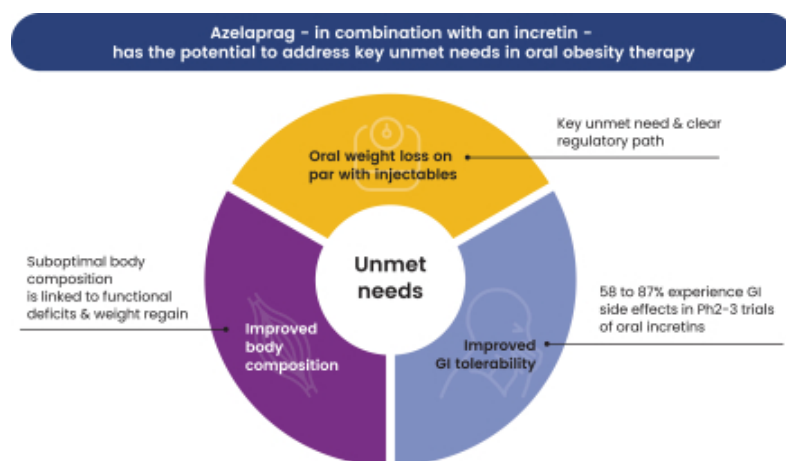 Azelaprag - in combination with an incretin -
has the potential to address key unmet needs in oral obesity therapy
Oral weight loss on
par with injectables
Key unmet need & clear
regulatory path
Unmet
needs
Suboptimal body
composition
is linked to functional
deficits & weight regain
Improved
body
composition
Improved
GI tolerability
58 to 87% experience GI
side effects in Ph2-3 trials
of oral incretins